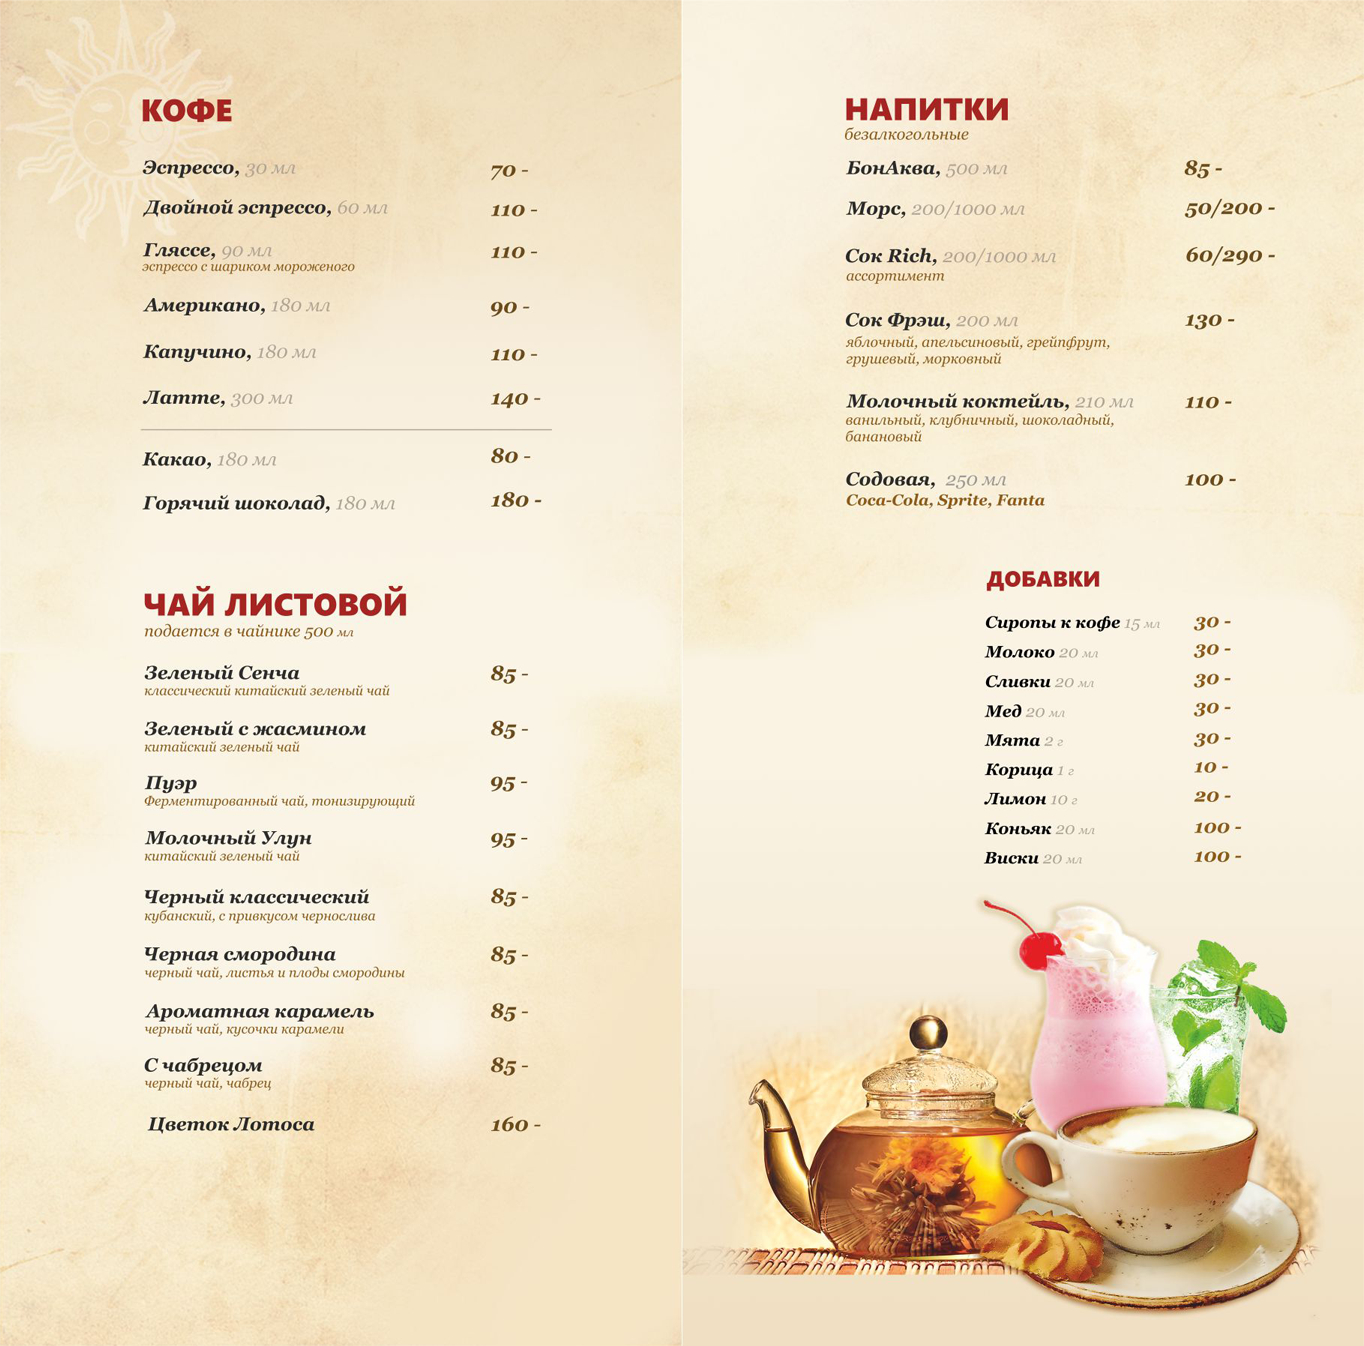 КОФЕ
Эспрессо, 30 мл 70 -
Двойной эспрессо, 60 мл 110 -
Гляссе, 90 мл 110 -
эспрессо с шариком мороженого
Американо, 180 мл 90 -
Капучино, 180 мл 110 -
Латте, 300 мл 140 -
Какао, 180 мл 80 -
Горячий шоколад, 180 мл 180 -
ЧАЙ ЛИСТОВОЙ
подается в чайнике 500 мл
Зеленый Сенча 85 -
классический китайский зеленый чай
Зеленый с жасмином 85 -
китайский зеленый чай
Пуэр 95 -
Ферментированный чай, тонизирующий
Молочный Улун 95 -
китайский зеленый чай
Черный классический 85 -
кубанский, с привкусом чернослива
Черная смородина 85 -
черный чай, листья и плоды смородины
Ароматная карамель 85 -
черный чай, кусочки карамели
С чабрецом 85 -
черный чай, чабрец
Цветок Лотоса 160 -
НАПИТКИ
безалкогольные
БонАква, 500 мл 85 -
Морс, 200/1000 мл 50/200 -
Сок Rich, 200/1000 мл 60/290 -
ассортимент
Сок Фрэш, 200 мл 130 -
яблочный, апельсиновый, грейпфрут,
грушевый, морковный
Молочный коктейль, 210 мл 110 -
ванильный, клубничный, шоколадный,
банановый
Содовая, 250 мл 100 -
Coca-Cola, Sprite, Fanta
ДОБАВКИ
Сиропы к кофе 15 мл 30 -
Молоко 20 мл 30 -
Сливки 20 мл 30 -
Мед 20 мл 30 -
Мята 2 г 30 -
Корица 1 г 10 -
Лимон 10 г 20 -
Коньяк 20 мл 100 -
Виски 20 мл 100 -